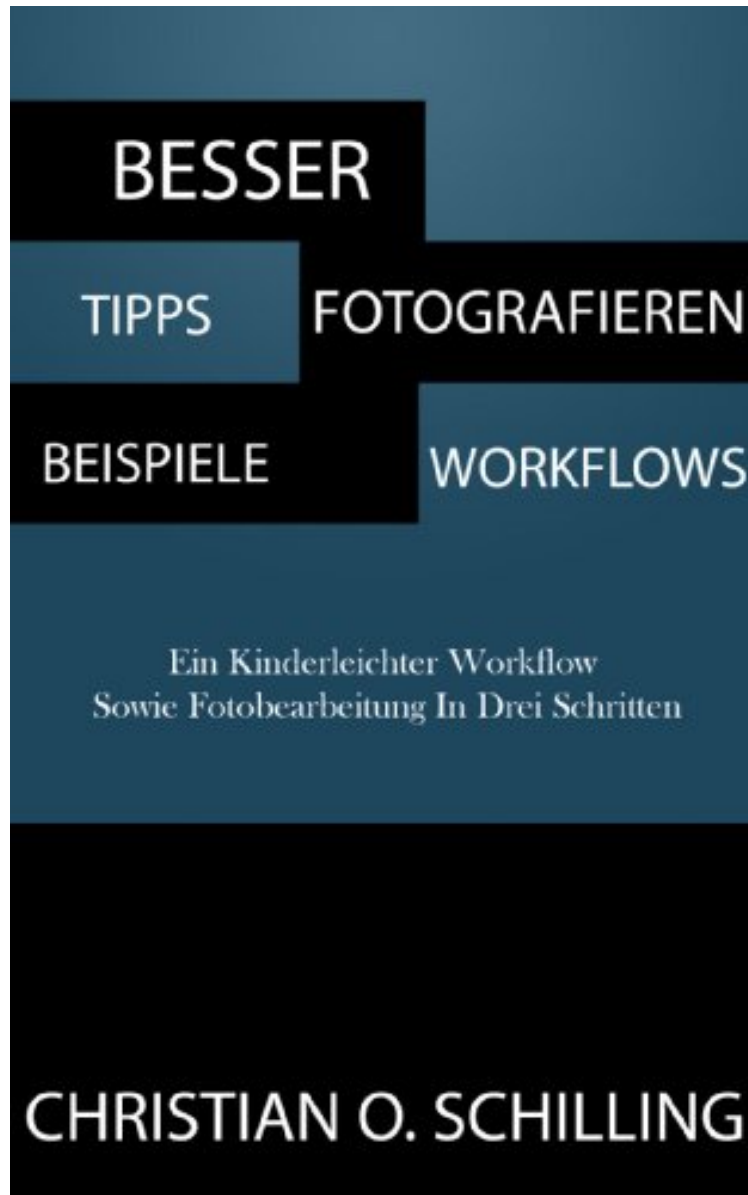 BESSER
TIPPS FOTOGRAFIEREN
BEISPIELE WORKFLOWS
Ein Kinderleichter Workflow
Sowie Fotobearbeitung In Drei Schritten
CHRISTIAN O. SCHILLING